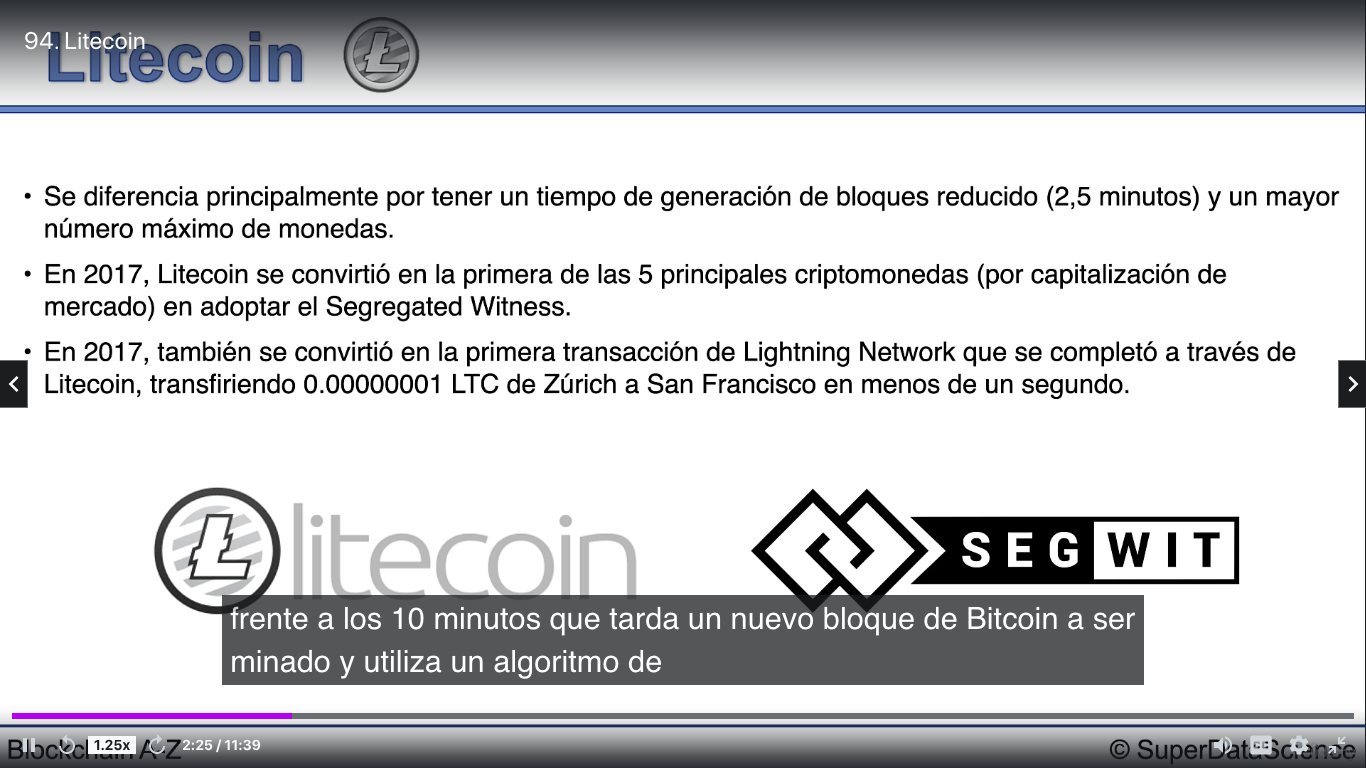 94. Litecoin
Litecoin
• Se diferencia principalmente por tener un tiempo de generación de bloques reducido (2,5 minutos) y un mayor
número máximo de monedas.
• En 2017, Litecoin se convirtió en la primera de las 5 principales criptomonedas (por capitalización de
mercado) en adoptar el Segregated Witness.
• En 2017, también se convirtió en la primera transacción de Lightning Network que se completó a través de
Litecoin, transfiriendo 0.00000001 LTC de Zúrich a San Francisco en menos de un segundo.
litecoin
SEGWIT
frente a los 10 minutos que tarda un nuevo bloque de Bitcoin a ser
minado y utiliza un algoritmo de
Blockchain A-Z
1.25x
2:25 / 11:39
CC
© SuperDataScience